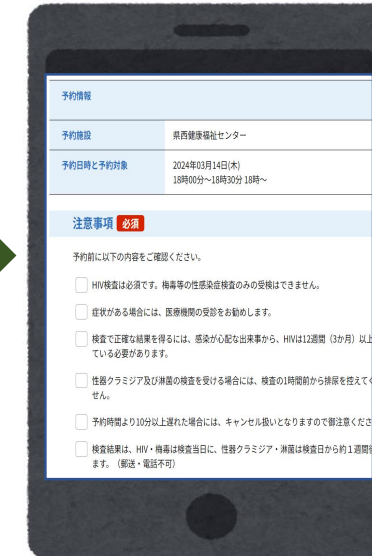 予約情報
予約施設 県西健康福祉センター
予約日時と予約対象 2024年03月14日(木)
18時00分～18時30分 18時～
注意事項 必須
予約前に以下の内容をご確認ください。
HIV検査は必須です。梅毒等の性感染症検査のみの受検はできません。
症状がある場合には、医療機関の受診をお勧めします。
検査で正確な結果を得るには、感染が心配な出来事から、HIVは12週間（3か月）以上
ている必要があります。
性器クラミジア及び淋菌の検査を受ける場合には、検査の1時間前から排尿を控えてく
せん。
予約時間より10分以上遅れた場合には、キャンセル扱いとなりますので御注意くださ
検査結果は、HIV・梅毒は検査当日に、性器クラミジア・淋菌は検査日から約１週間後
ます。（郵送・電話不可）